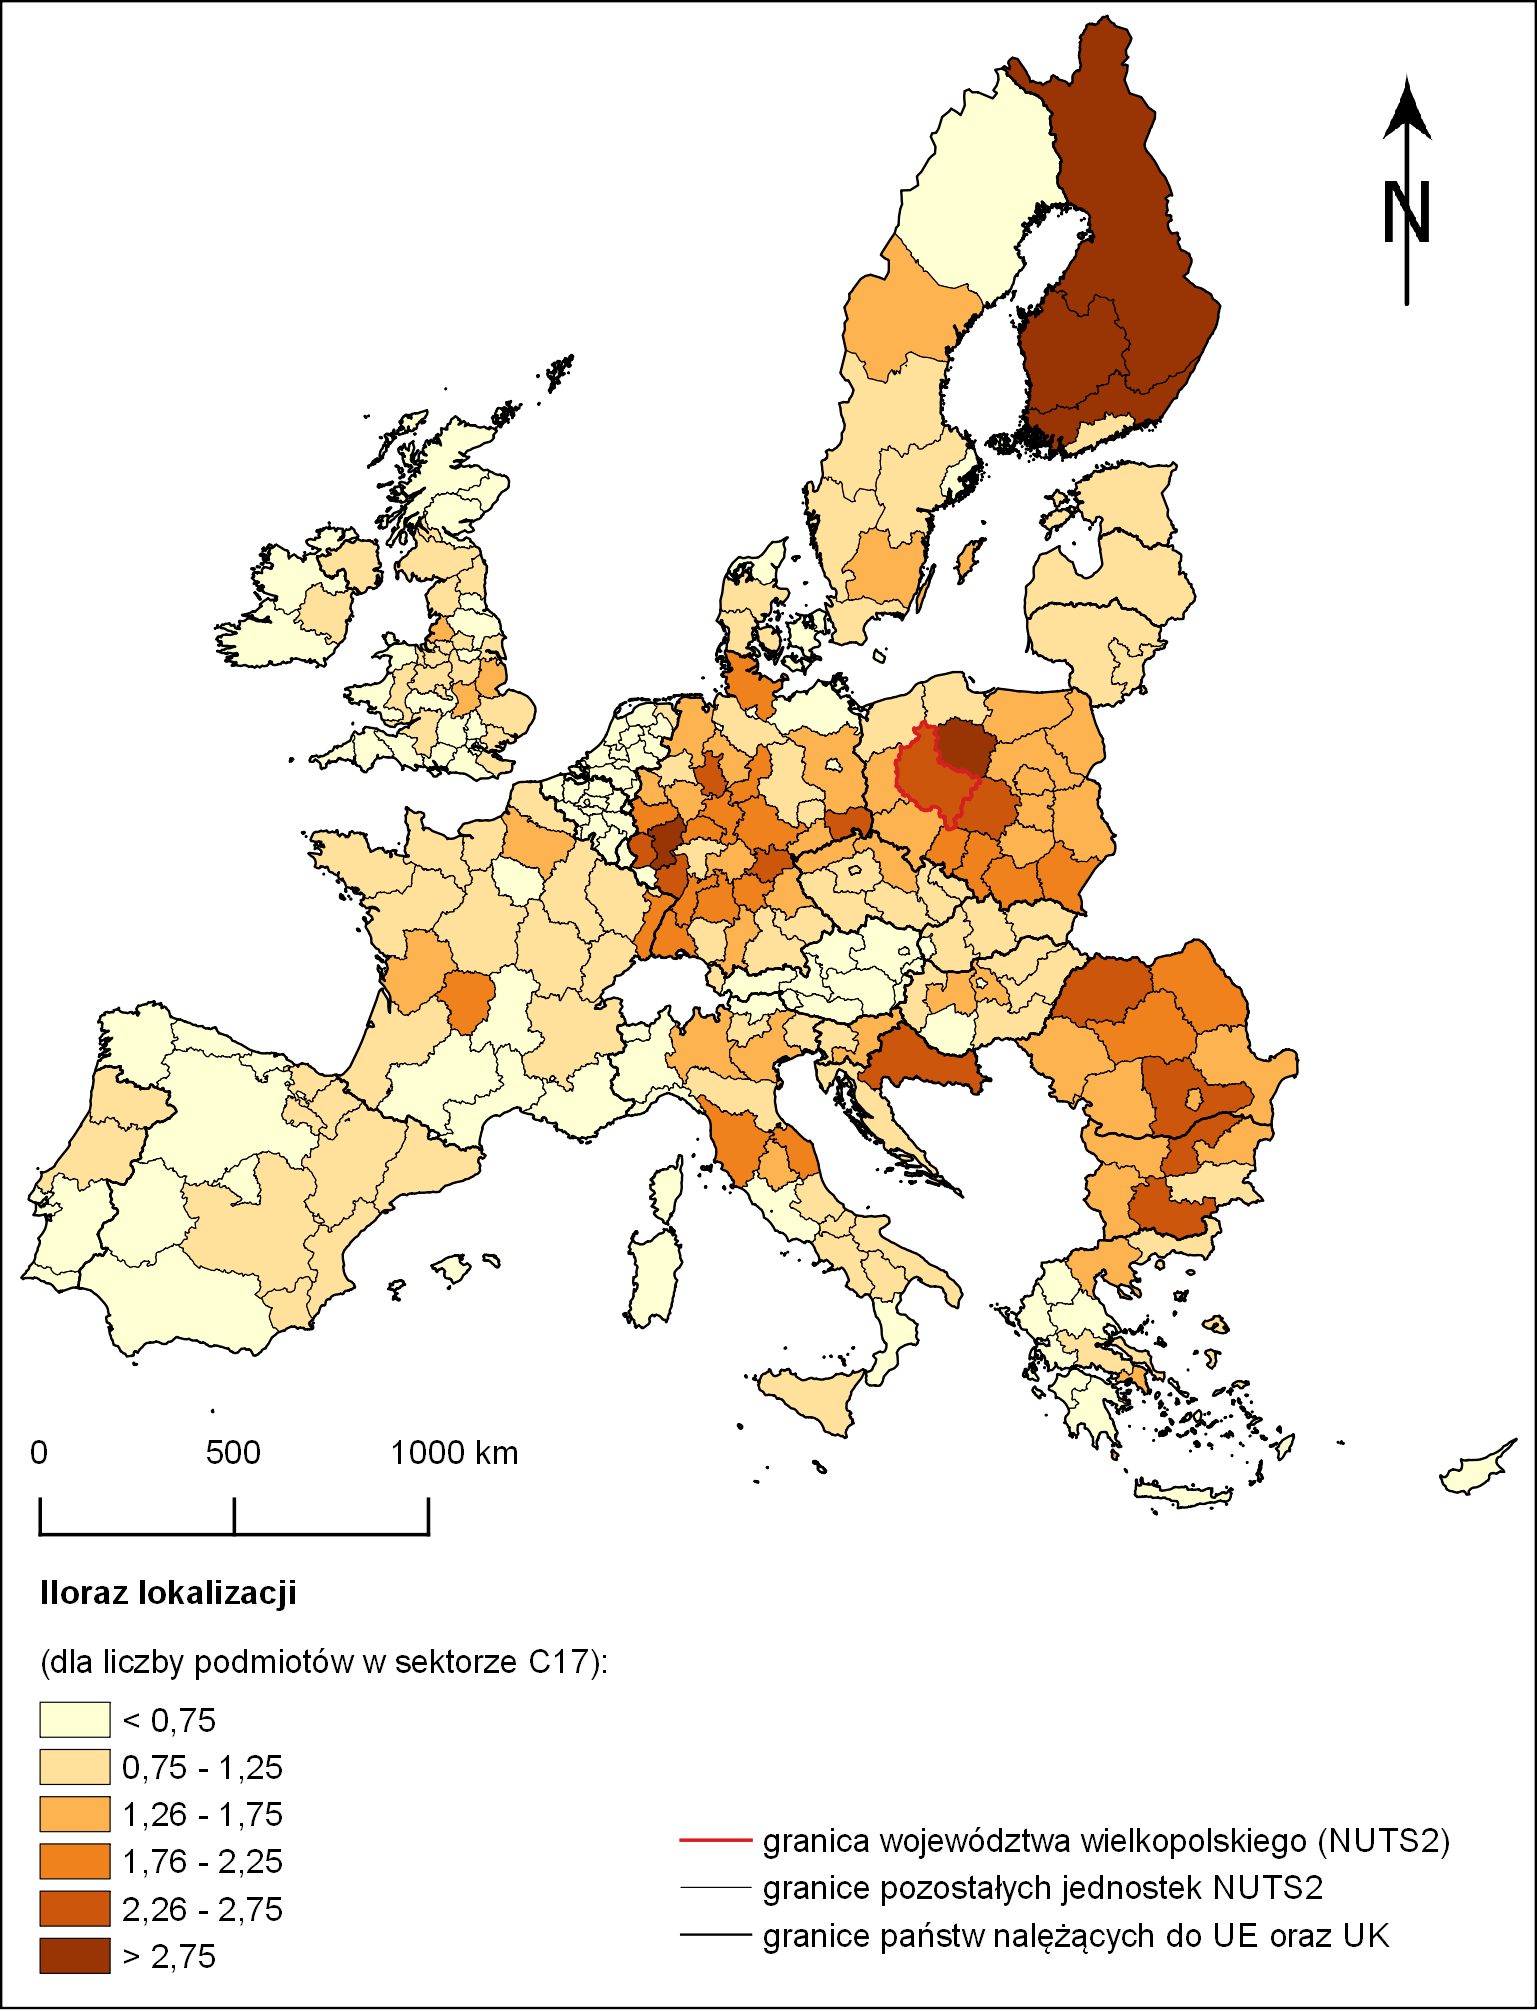 N
0 500 1000 km
Iloraz lokalizacji
(dla liczby podmiotów w sektorze C17):
< 0,75
0,75 - 1,25
1,26 - 1,75
1,76 - 2,25
2,26 - 2,75
> 2,75
granica województwa wielkopolskiego (NUTS2)
granice pozostałych jednostek NUTS2
granice państw nalężących do UE oraz UK